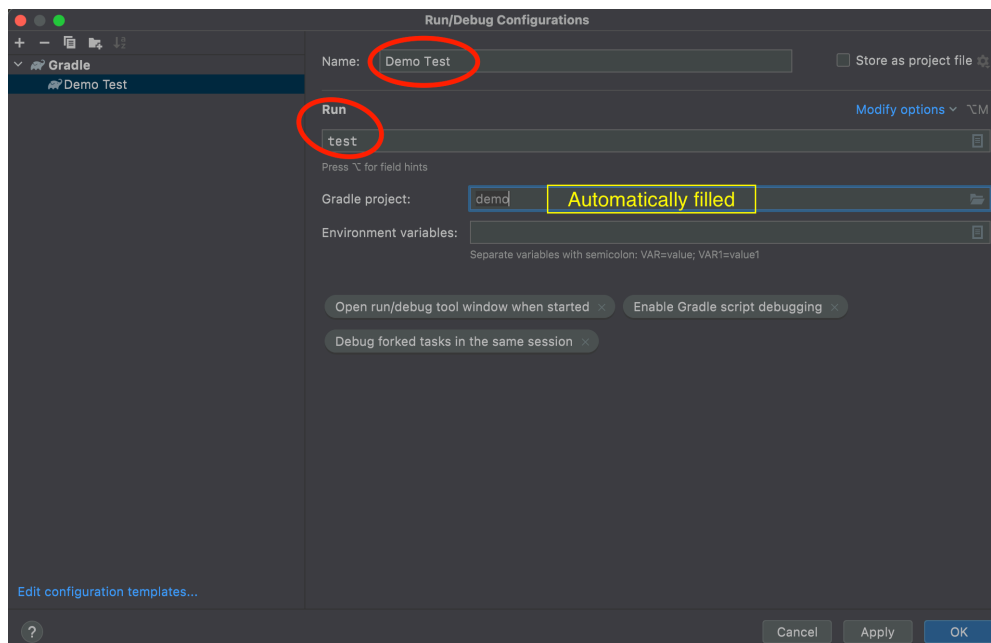 Run/Debug Configurations
Gradle
Demo Test
Name: Demo Test
Store as project file
Run
Modify options ⌥M
test
Press ⌥ for field hints
Gradle project: demo
Automatically filled
Environment variables:
Separate variables with semicolon: VAR=value; VAR1=value1
Open run/debug tool window when started ×
Enable Gradle script debugging ×
Debug forked tasks in the same session ×
Edit configuration templates...
?
Cancel
Apply
OK